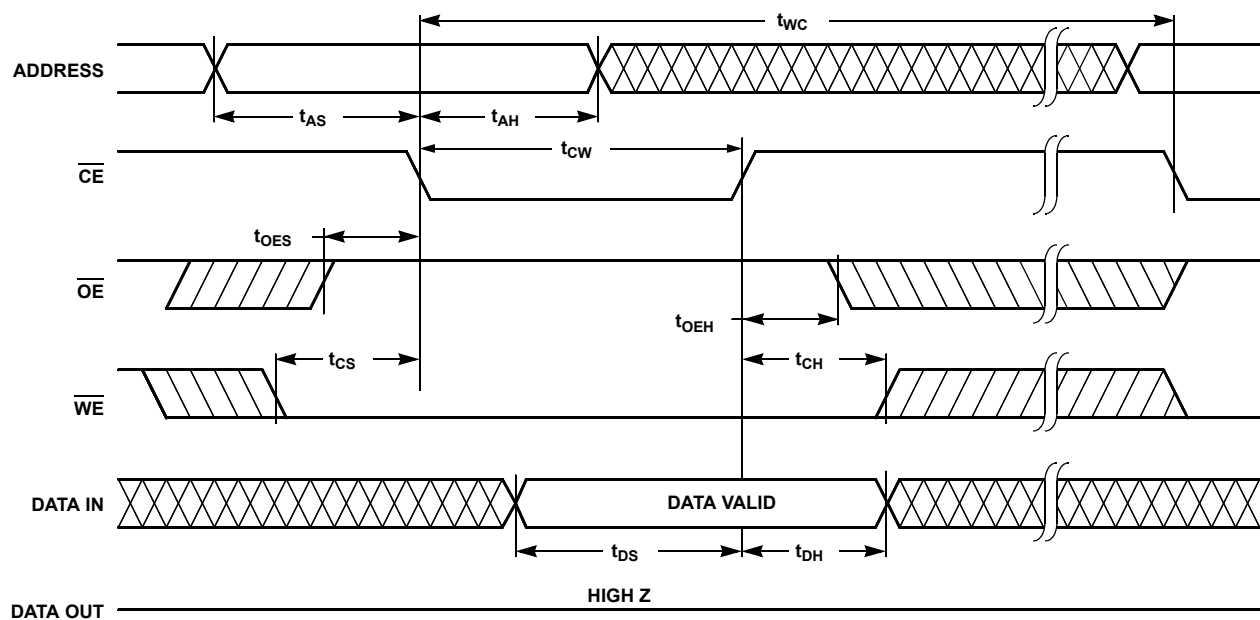 tWC
ADDRESS
tAS
tAH
tCW
CE
tOES
OE
tOEH
tCS
tCH
WE
DATA IN
DATA VALID
tDS
tDH
HIGH Z
DATA OUT